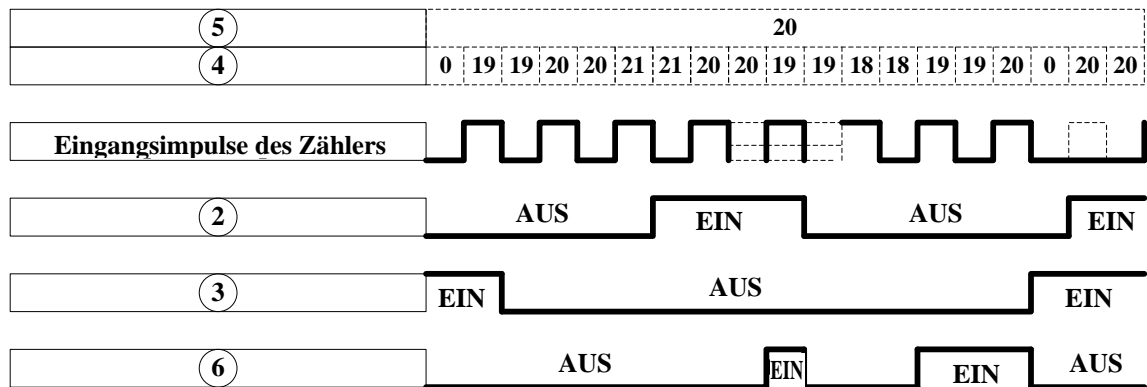 ⑤ 20
④ 0 19 19 20 20 21 21 20 20 19 19 18 18 19 19 20 0 20 20
Eingangsimpulse des Zählers
② AUS EIN AUS EIN
③ EIN AUS EIN
⑥ AUS EIN EIN AUS